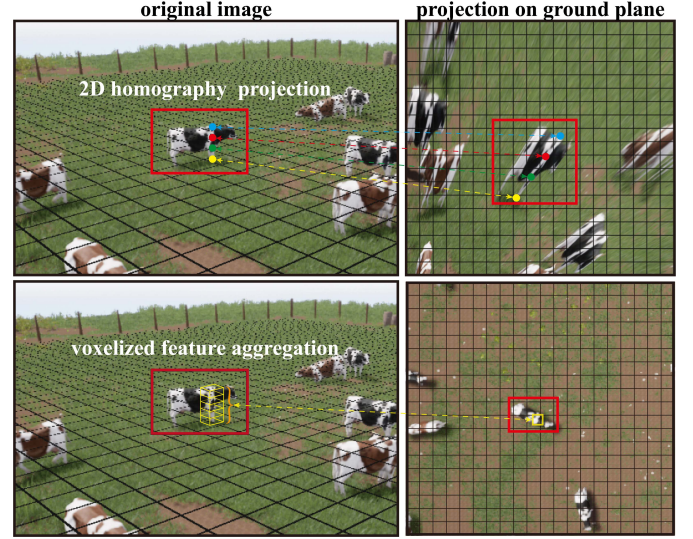 original image
projection on ground plane
2D homography projection
voxelized feature aggregation